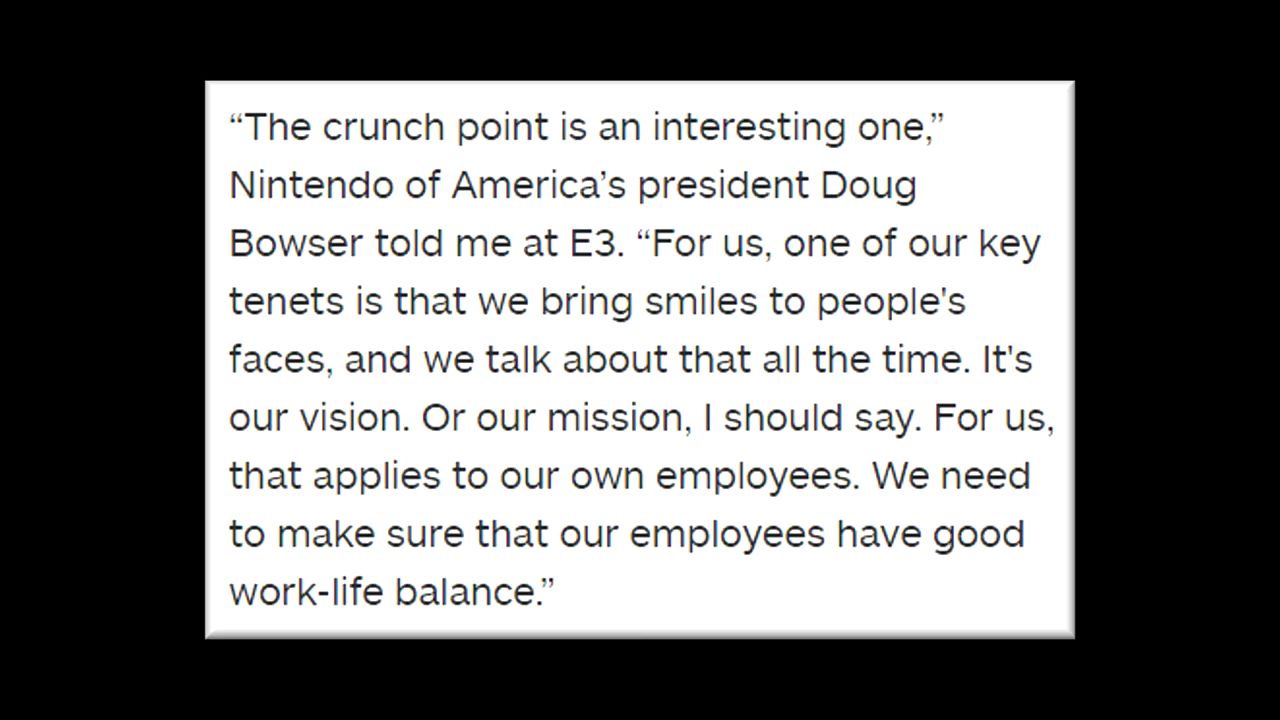 “The crunch point is an interesting one,”
Nintendo of America’s president Doug
Bowser told me at E3. “For us, one of our key
tenets is that we bring smiles to people's
faces, and we talk about that all the time. It's
our vision. Or our mission, I should say. For us,
that applies to our own employees. We need
to make sure that our employees have good
work-life balance.”